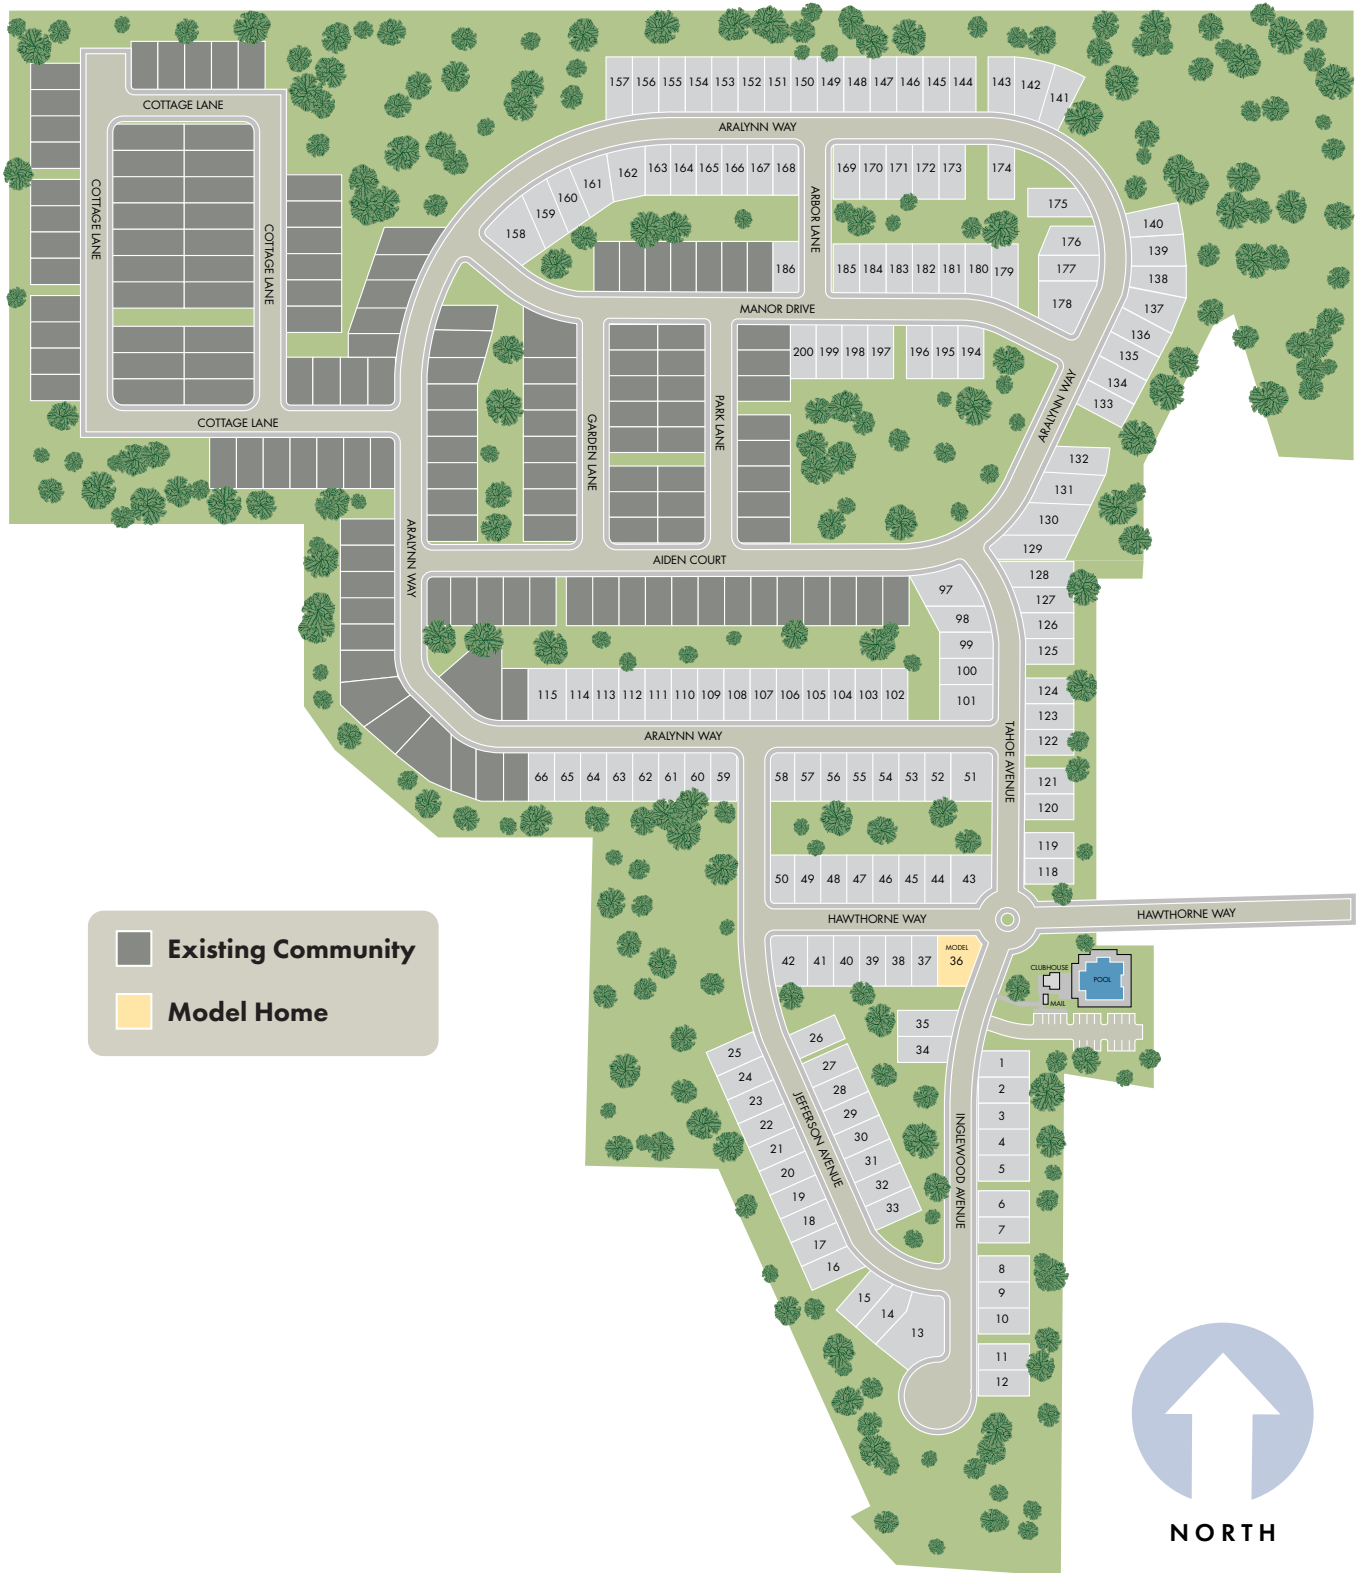 157 156 155 154 153 152 151 150 149 148 147 146 145 144 143 142 141
COTTAGE LANE
ARALYNN WAY
162 163 164 165 166 167 168 169 170 171 172 173 174
161
160
159
158
COTTAGE LANE
COTTAGE LANE
ARBOR LANE
175
140
176
139
177
138
178
137
186 185 184 183 182 181 180 179
MANOR DRIVE
136
135
134
133
200 199 198 197 196 195 194
ARALYNN WAY
COTTAGE LANE
GARDEN LANE
PARK LANE
132
131
130
129
ARALYNN WAY
AIDEN COURT
128
127
126
125
97
98
99
100
101
115 114 113 112 111 110 109 108 107 106 105 104 103 102
124
123
122
ARALYNN WAY
TAHOE AVENUE
66 65 64 63 62 61 60 59 58 57 56 55 54 53 52 51
121
120
119
118
50 49 48 47 46 45 44 43
HAWTHORNE WAY
HAWTHORNE WAY
Existing Community
Model Home
42 41 40 39 38 37
MODEL
36
CLUBHOUSE
POOL
MAIL
35
34
26
25
24
23
22
21
20
19
18
17
16
27
28
29
30
31
32
33
JEFFERSON AVENUE
INGLEWOOD AVENUE
1
2
3
4
5
6
7
8
9
10
11
12
15
14
13
NORTH